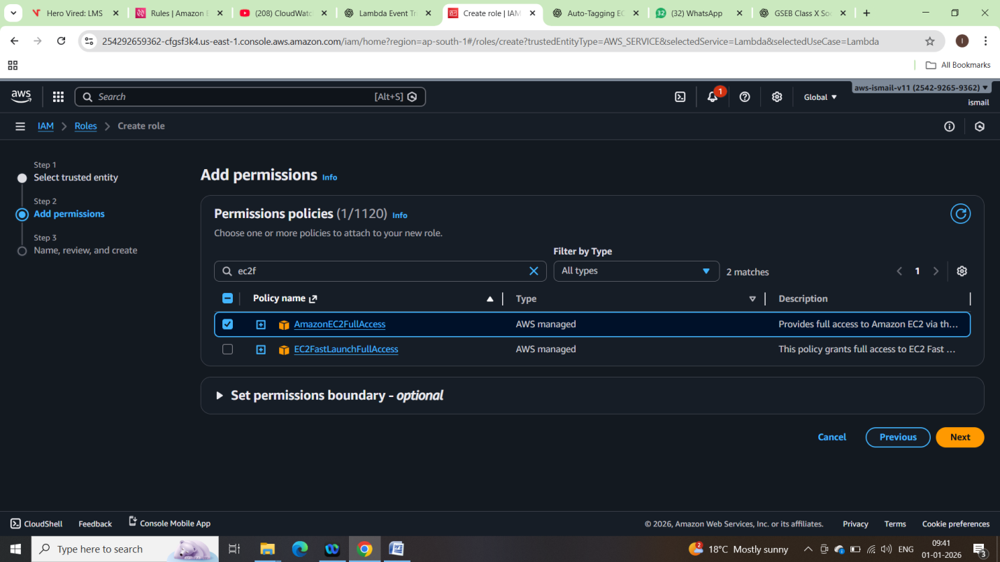 Hero Vired: LMS
Rules | Amazon E
(208) CloudWatc
Lambda Event Tr
Create role | IAM
Auto-Tagging EC
(32) WhatsApp
GSEB Class X So
254292659362-cfgsf3k4.us-east-1.console.aws.amazon.com/iam/home?region=ap-south-1#/roles/create?trustedEntityType=AWS_SERVICE&selectedService=Lambda&selectedUseCase=Lambda
I
All Bookmarks
aws
Search
[Alt+S]
1
Global
aws-ismail-v11 (2542-9265-9362)
ismail
IAM
Roles
Create role
Step 1
Select trusted entity
Step 2
Add permissions
Step 3
Name, review, and create
Add permissions Info
Permissions policies (1/1120) Info
Choose one or more policies to attach to your new role.
Filter by Type
ec2f
All types
2 matches
1
Policy name
Type
Description
AmazonEC2FullAccess
AWS managed
Provides full access to Amazon EC2 via th...
EC2FastLaunchFullAccess
AWS managed
This policy grants full access to EC2 Fast ...
Set permissions boundary - optional
Cancel
Previous
Next
CloudShell
Feedback
Console Mobile App
© 2026, Amazon Web Services, Inc. or its affiliates.
Privacy
Terms
Cookie preferences
Type here to search
2
18°C Mostly sunny
ENG
09:41
01-01-2026
3